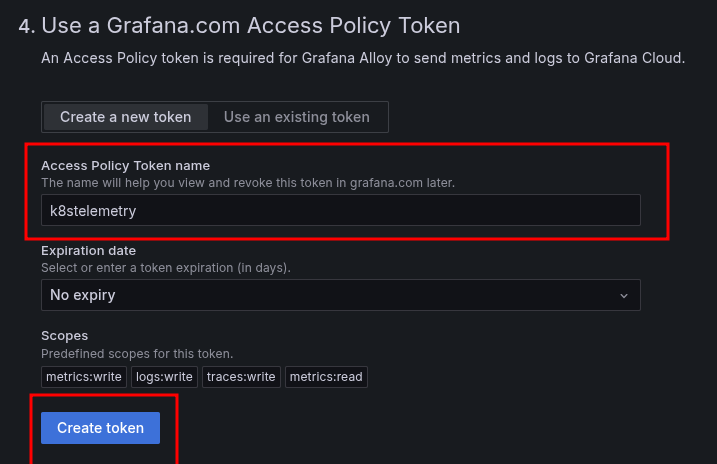 4. Use a Grafana.com Access Policy Token
An Access Policy token is required for Grafana Alloy to send metrics and logs to Grafana Cloud.
Create a new token Use an existing token
Access Policy Token name
The name will help you view and revoke this token in grafana.com later.
k8stelemetry
Expiration date
Select or enter a token expiration (in days).
No expiry
Scopes
Predefined scopes for this token.
metrics:write logs:write traces:write metrics:read
Create token